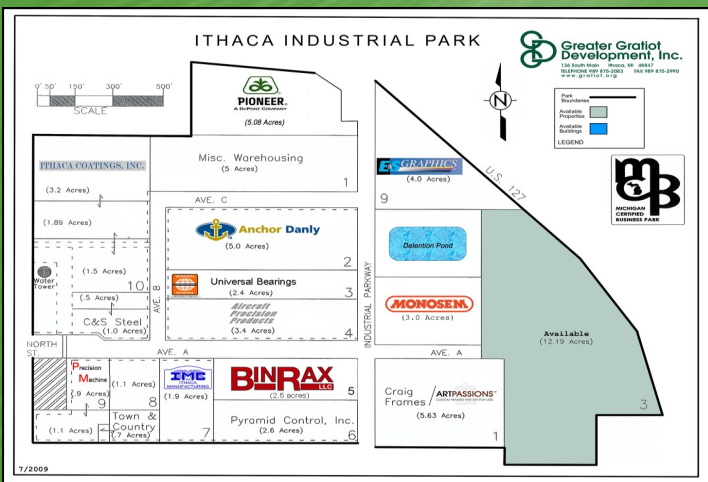 ITHACA INDUSTRIAL PARK
Greater Gratiot
Development, Inc.
136 South Main Ithaca, MI 48847
TELEPHONE 989 875-2083 FAX 989 875-2990
www.gratiot.org
0' 50' 150' 300' 500'
SCALE
PIONEER.
A DUPONT COMPANY
(5.08 Acres)
N
Park
Boundaries
Available
Properties
Available
Buildings
LEGEND
MICHIGAN
CERTIFIED
BUSINESS PARK
ITHACA COATINGS, INC.
(3.2 Acres)
(1.89 Acres)
Misc. Warehousing
(5 Acres)
1
AVE. C
E&S GRAPHICS
(4.0 Acres)
9
U.S. 127
Anchor Danly
(5.0 Acres)
2
Detention Pond
Water
Tower
(1.5 Acres)
10
(.5 Acres)
C&S Steel
(1.0 Acres)
AVE. B
Universal Bearings
(2.4 Acres)
3
Aircraft
Precision
Products
(3.4 Acres)
4
INDUSTRIAL PARKWAY
MONOSEM
(3.0 Acres)
Available
(12.19 Acres)
3
NORTH
ST.
AVE. A
AVE. A
Precision
Machine
(.9 Acres)
9
(1.1 Acres)
8
IMC
ITHACA
MANUFACTURING
(1.9 Acres)
7
BINRAX
LLC
(2.5 acres)
5
(1.1 Acres)
Town &
Country
(.7 Acres)
Pyramid Control, Inc.
(2.6 Acres)
6
Craig
Frames / ARTPASSIONS
(5.63 Acres)
1
7/2009